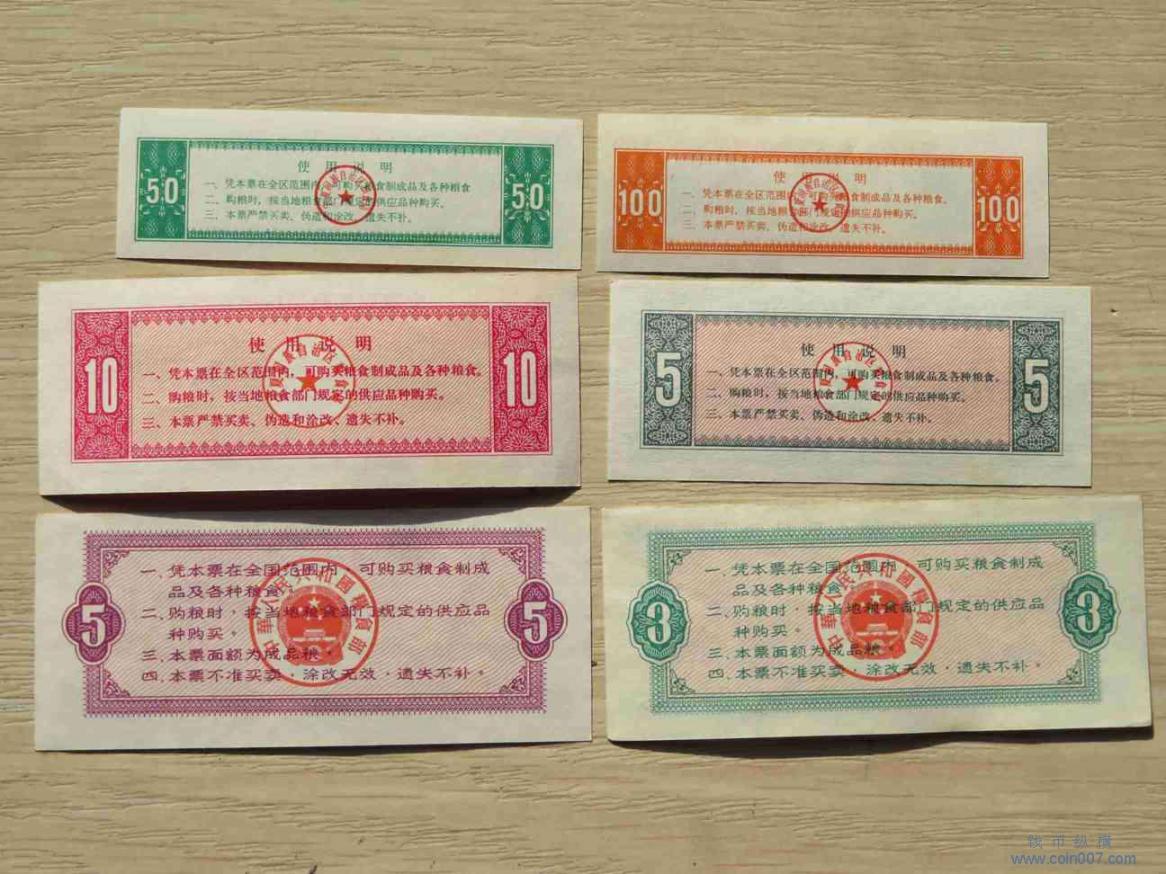 50
使用说明
50
一、凭本票在全区范围内，可购买粮食制成品及各种粮食
二、购粮时，按当地粮食部门规定的供应品种购买。
三、本票严禁买卖、伪造和涂改、遗失不补。
100
使用说明
100
一、凭本票在全区范围内，可购买粮食制成品及各种粮食。
二、购粮时，按当地粮食部门规定的供应品种购买。
三、本票严禁买卖、伪造和涂改、遗失不补。
10
使用说明
10
一、凭本票在全区范围内，可购买粮食制成品及各种粮食。
二、购粮时，按当地粮食部门规定的供应品种购买。
三、本票严禁买卖、伪造和涂改、遗失不补。
5
使用说明
5
一、凭本票在全区范围内，可购买粮食制成品及各种粮食。
二、购粮时，按当地粮食部门规定的供应品种购买。
三、本票严禁买卖、伪造和涂改、遗失不补。
5
一、凭本票在全国范围内，可购买粮食制成
品及各种粮食。
二、购粮时，按当地粮食部门规定的供应品
种购买。
三、本票面额为成品粮。
四、本票不准买卖，涂改无效，遗失不补。
中華人民共和國糧食部
5
3
一、凭本票在全国范围内，可购买粮食制成
品及各种粮食。
二、购粮时，按当地粮食部门规定的供应品
种购买。
三、本票面额为成品粮。
四、本票不准买卖，涂改无效，遗失不补。
中華人民共和國糧食部
3
钱币纵横
www.coin007.com